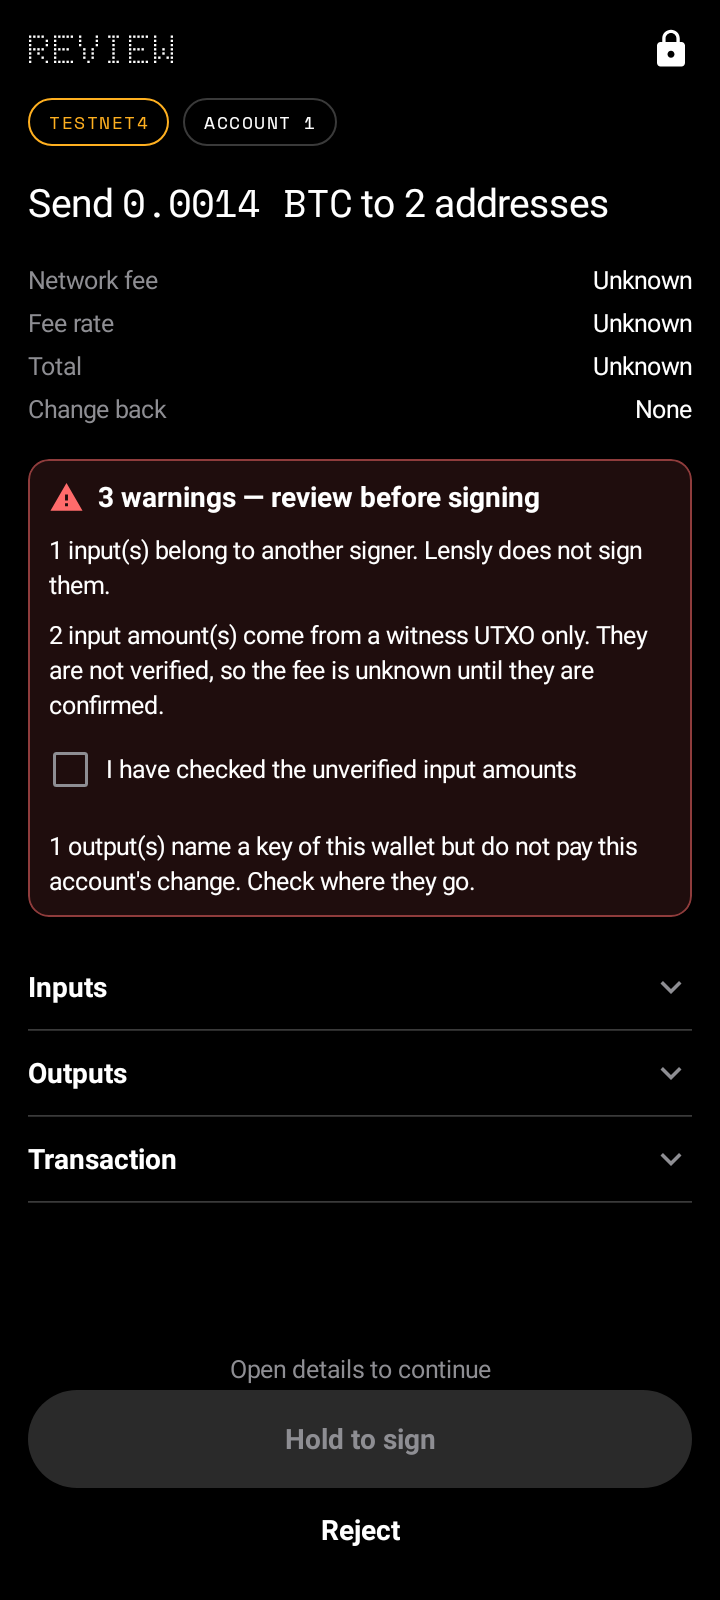 REVIEW
TESTNET4
ACCOUNT 1
Send 0.0014 BTC to 2 addresses
Network fee Unknown
Fee rate Unknown
Total Unknown
Change back None
3 warnings — review before signing
1 input(s) belong to another signer. Lensly does not sign
them.
2 input amount(s) come from a witness UTXO only. They
are not verified, so the fee is unknown until they are
confirmed.
I have checked the unverified input amounts
1 output(s) name a key of this wallet but do not pay this
account's change. Check where they go.
Inputs
Outputs
Transaction
Open details to continue
Hold to sign
Reject